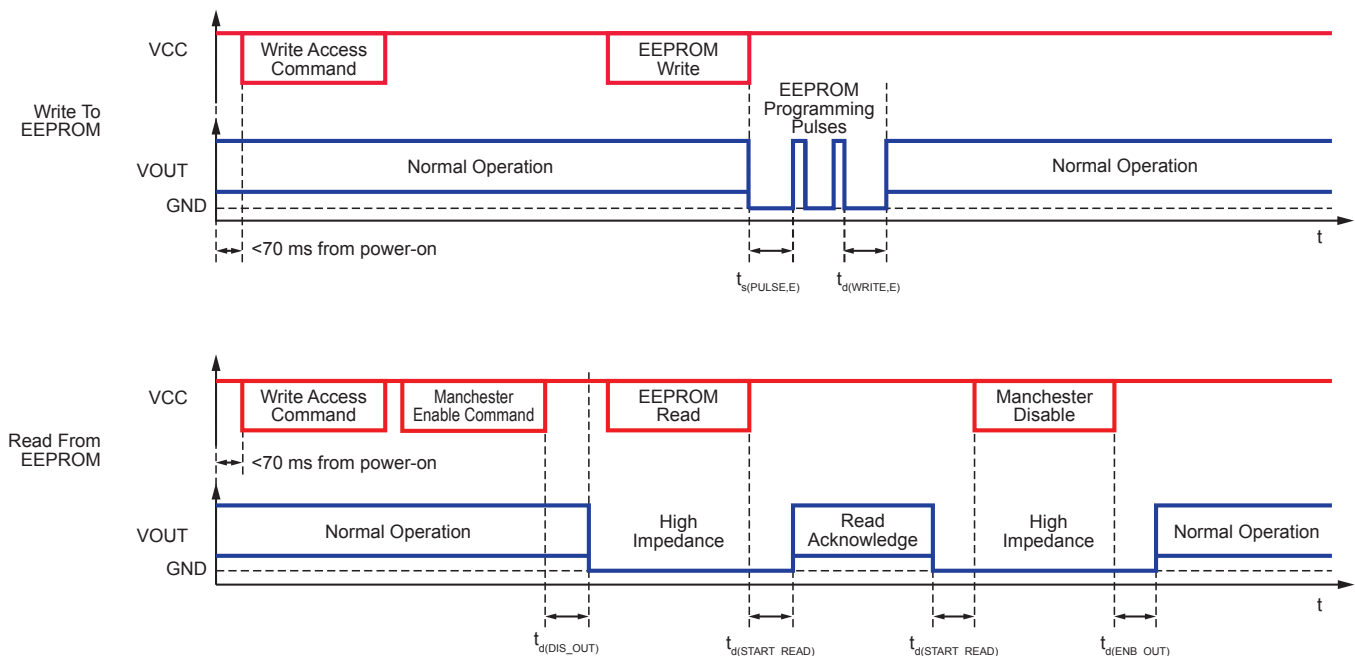 VCC
Write Access
Command
EEPROM
Write
Write To
EEPROM
EEPROM
Programming
Pulses
VOUT
Normal Operation
Normal Operation
GND
t
<70 ms from power-on
ts(PULSE,E)
td(WRITE,E)
VCC
Write Access
Command
Manchester
Enable Command
EEPROM
Read
Manchester
Disable
Read From
EEPROM
<70 ms from power-on
VOUT
Normal Operation
High
Impedance
Read
Acknowledge
High
Impedance
Normal Operation
GND
t
td(DIS_OUT)
td(START_READ)
td(START_READ)
td(ENB_OUT)